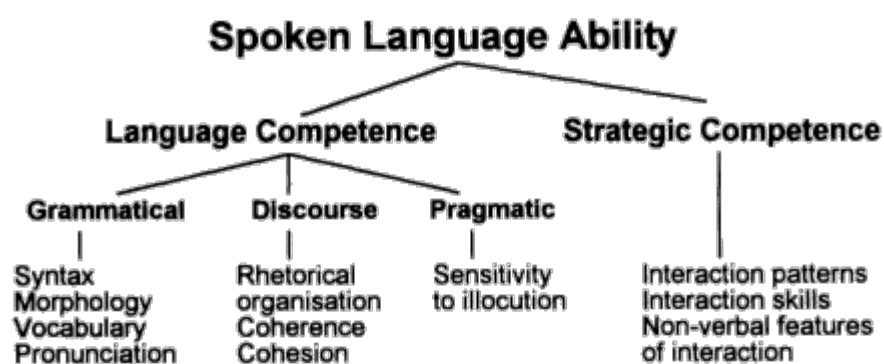 Spoken Language Ability
Language Competence
Strategic Competence
Grammatical
Discourse
Pragmatic
Syntax
Morphology
Vocabulary
Pronunciation
Rhetorical
organisation
Coherence
Cohesion
Sensitivity
to illocution
Interaction patterns
Interaction skills
Non-verbal features
of interaction